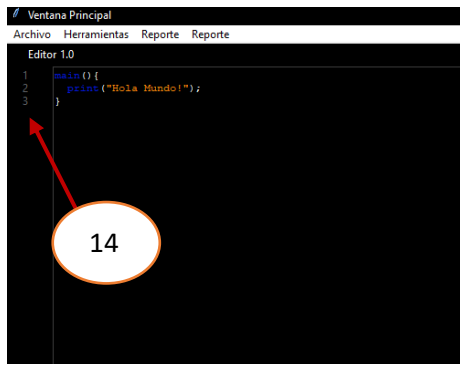 Ventana Principal
Archivo Herramientas Reporte Reporte
Editor 1.0
1 main(){
2 print("Hola Mundo!");
3 }
14